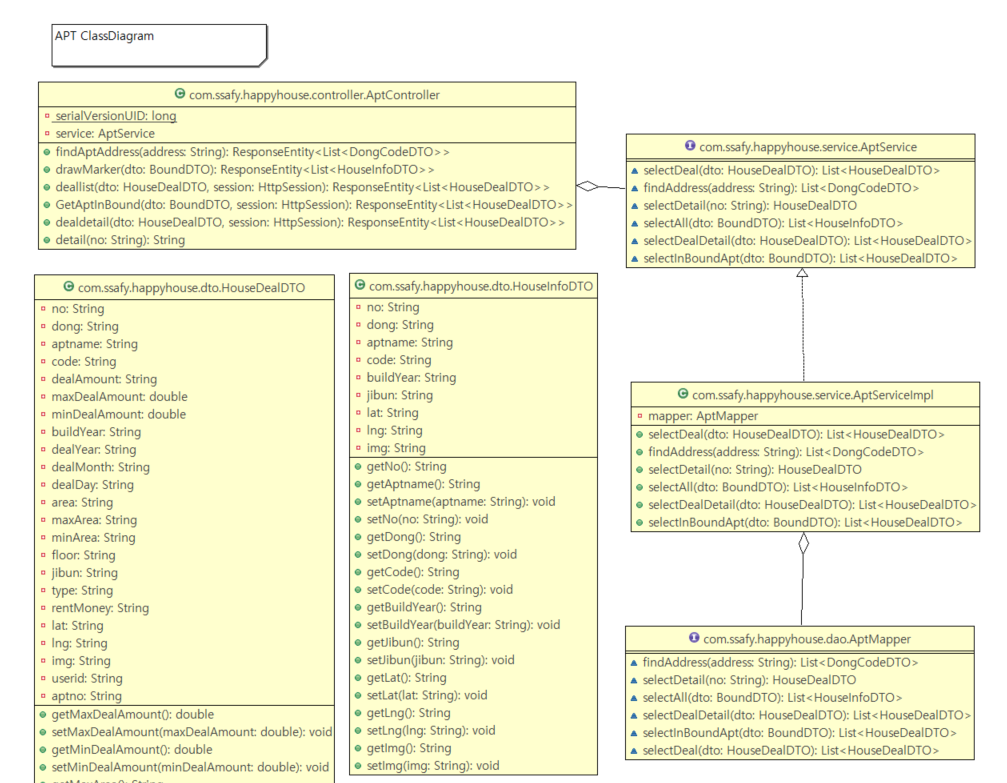 APT ClassDiagram
com.ssafy.happyhouse.controller.AptController
serialVersionUID: long
service: AptService
findAptAddress(address: String): ResponseEntity<List<DongCodeDTO>>
drawMarker(dto: BoundDTO): ResponseEntity<List<HouseInfoDTO>>
deallist(dto: HouseDealDTO, session: HttpSession): ResponseEntity<List<HouseDealDTO>>
GetAptInBound(dto: BoundDTO, session: HttpSession): ResponseEntity<List<HouseDealDTO>>
dealdetail(dto: HouseDealDTO, session: HttpSession): ResponseEntity<List<HouseDealDTO>>
detail(no: String): String
com.ssafy.happyhouse.service.AptService
selectDeal(dto: HouseDealDTO): List<HouseDealDTO>
findAddress(address: String): List<DongCodeDTO>
selectDetail(no: String): HouseDealDTO
selectAll(dto: BoundDTO): List<HouseInfoDTO>
selectDealDetail(dto: HouseDealDTO): List<HouseDealDTO>
selectInBoundApt(dto: BoundDTO): List<HouseDealDTO>
com.ssafy.happyhouse.dto.HouseDealDTO
no: String
dong: String
aptname: String
code: String
dealAmount: String
maxDealAmount: double
minDealAmount: double
buildYear: String
dealYear: String
dealMonth: String
dealDay: String
area: String
maxArea: String
minArea: String
floor: String
jibun: String
type: String
rentMoney: String
lat: String
lng: String
img: String
userid: String
aptno: String
getMaxDealAmount(): double
setMaxDealAmount(maxDealAmount: double): void
getMinDealAmount(): double
setMinDealAmount(minDealAmount: double): void
com.ssafy.happyhouse.dto.HouseInfoDTO
no: String
dong: String
aptname: String
code: String
buildYear: String
jibun: String
lat: String
lng: String
img: String
getNo(): String
getAptname(): String
setAptname(aptname: String): void
setNo(no: String): void
getDong(): String
setDong(dong: String): void
getCode(): String
setCode(code: String): void
getBuildYear(): String
setBuildYear(buildYear: String): void
getJibun(): String
setJibun(jibun: String): void
getLat(): String
setLat(lat: String): void
getLng(): String
setLng(lng: String): void
getImg(): String
setImg(img: String): void
com.ssafy.happyhouse.service.AptServiceImpl
mapper: AptMapper
selectDeal(dto: HouseDealDTO): List<HouseDealDTO>
findAddress(address: String): List<DongCodeDTO>
selectDetail(no: String): HouseDealDTO
selectAll(dto: BoundDTO): List<HouseInfoDTO>
selectDealDetail(dto: HouseDealDTO): List<HouseDealDTO>
selectInBoundApt(dto: BoundDTO): List<HouseDealDTO>
com.ssafy.happyhouse.dao.AptMapper
findAddress(address: String): List<DongCodeDTO>
selectDetail(no: String): HouseDealDTO
selectAll(dto: BoundDTO): List<HouseInfoDTO>
selectDealDetail(dto: HouseDealDTO): List<HouseDealDTO>
selectInBoundApt(dto: BoundDTO): List<HouseDealDTO>
selectDeal(dto: HouseDealDTO): List<HouseDealDTO>